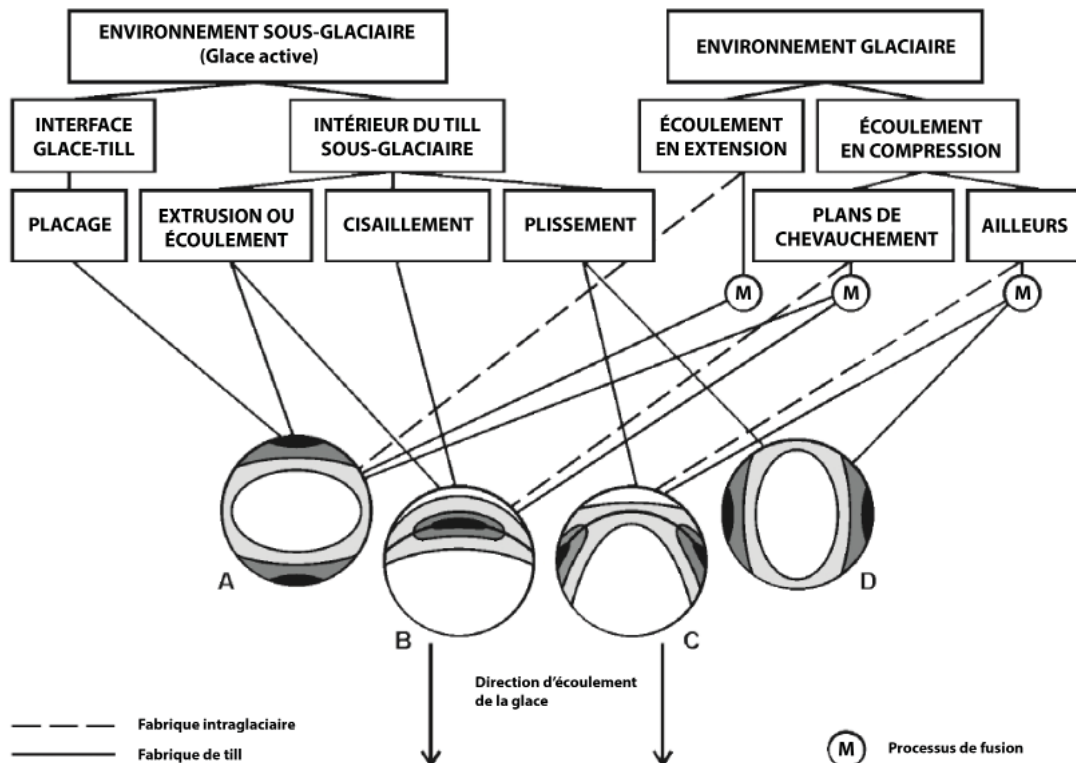 ENVIRONNEMENT SOUS-GLACIAIRE
(Glace active)
ENVIRONNEMENT GLACIAIRE
INTERFACE
GLACE-TILL
INTÉRIEUR DU TILL
SOUS-GLACIAIRE
ÉCOULEMENT
EN EXTENSION
ÉCOULEMENT
EN COMPRESSION
PLACAGE
EXTRUSION OU
ÉCOULEMENT
CISAILLEMENT
PLISSEMENT
PLANS DE
CHEVAUCHEMENT
AILLEURS
M
M
M
A
B
C
D
Direction d'écoulement
de la glace
Fabrique intraglaciaire
Fabrique de till
M
Processus de fusion